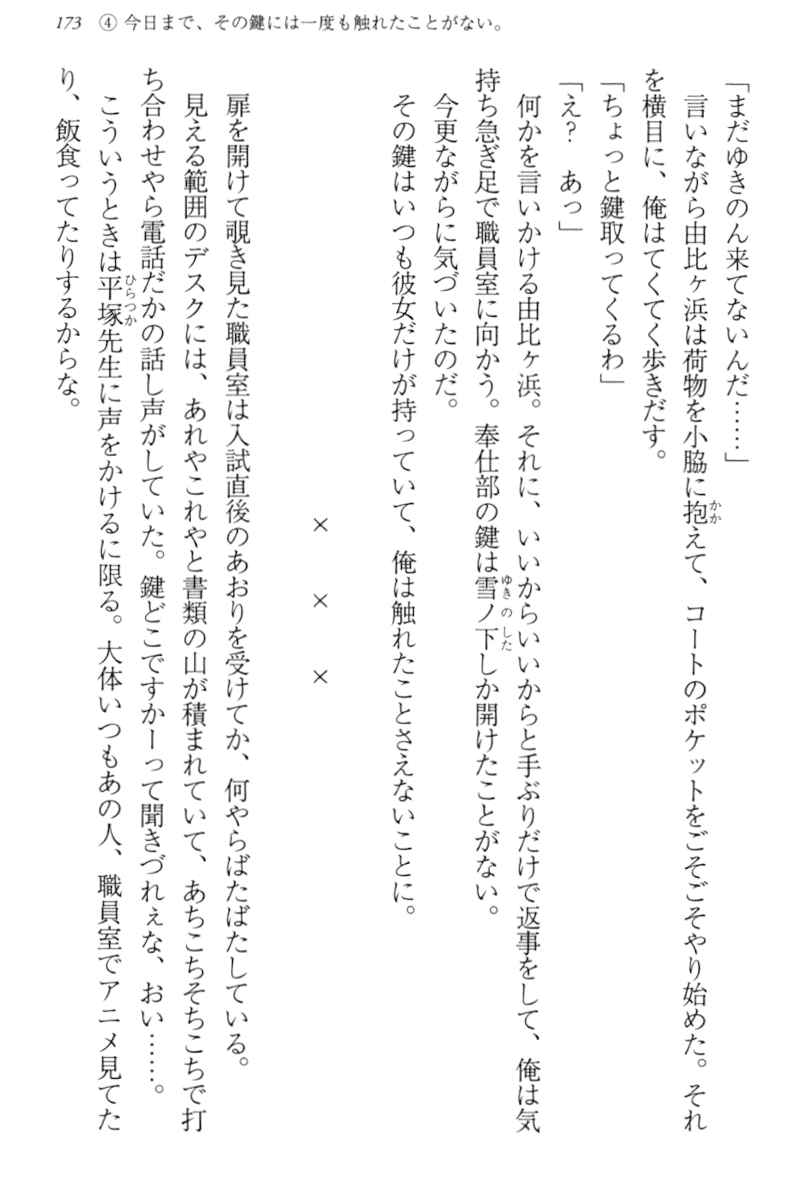 173 ④ 今日まで、その鍵には一度も触れたことがない。
「まだゆきのん来てないんだ……」
言いながら由比ヶ浜は荷物を小脇に抱えて、コートのポケットをごそごそやり始めた。それ
を横目に、俺はてくてく歩きだす。
「ちょっと鍵取ってくるわ」
「え？　あっ」
何かを言いかける由比ヶ浜。それに、いいからいいからと手ぶりだけで返事をして、俺は気
持ち急ぎ足で職員室に向かう。奉仕部の鍵は雪ノ下しか開けたことがない。
今更ながらに気づいたのだ。
その鍵はいつも彼女だけが持っていて、俺は触れたことさえないことに。
× × ×
扉を開けて覗き見た職員室は入試直後のあおりを受けてか、何やらばたばたしている。
見える範囲のデスクには、あれやこれやと書類の山が積まれていて、あちこちそちこちで打
ち合わせやら電話だかの話し声がしていた。鍵どこですかーって聞きづれぇな、おい……。
こういうときは平塚先生に声をかけるに限る。大体いつもあの人、職員室でアニメ見てた
り、飯食ってたりするからな。
かか
ゆきのした
ひらつか